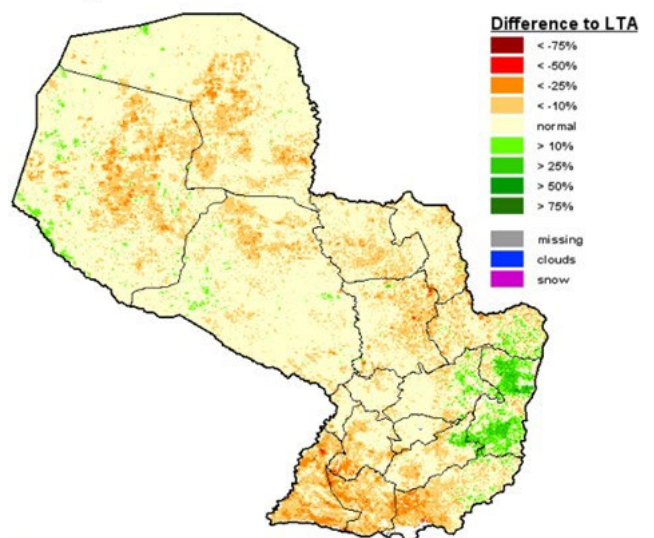 Difference to LTA
< -75%
< -50%
< -25%
< -10%
normal
> 10%
> 25%
> 50%
> 75%
missing
clouds
snow